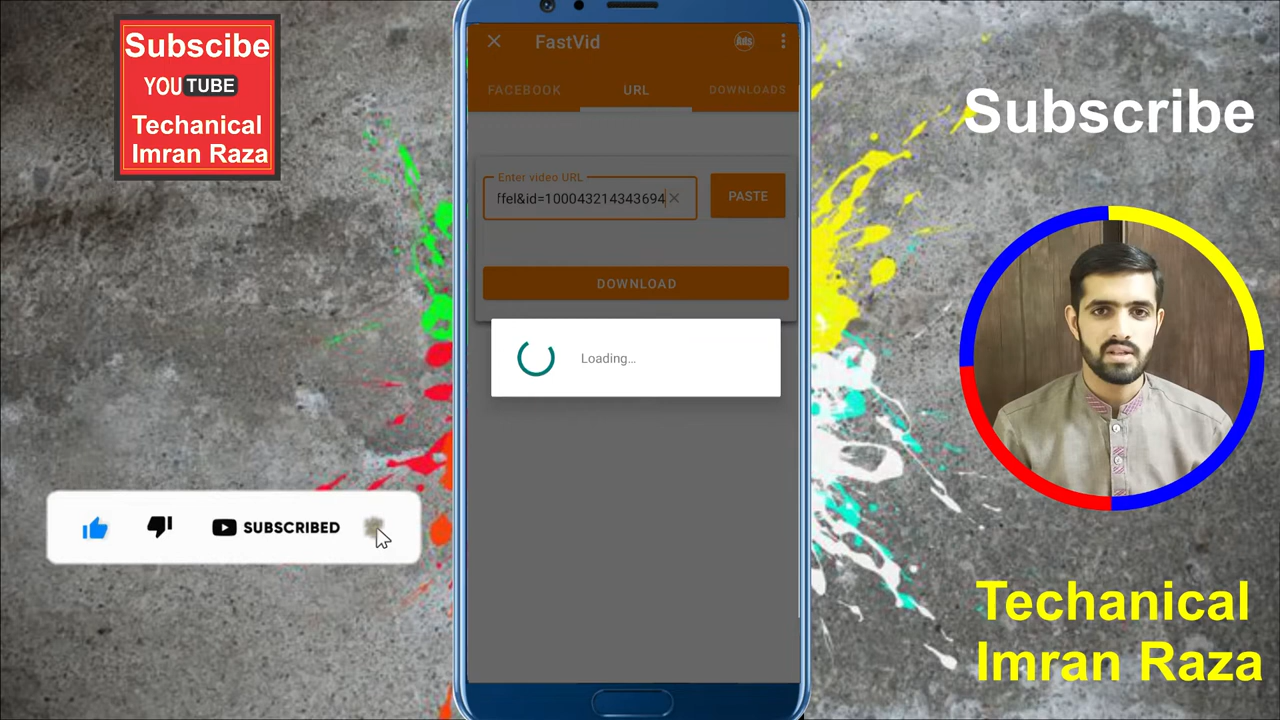 Subscibe
YOU TUBE
Techanical
Imran Raza
FastVid
FACEBOOK
URL
DOWNLOADS
Enter video URL
ffel&id=100043214343694
PASTE
DOWNLOAD
Loading...
SUBSCRIBED
Subscribe
Techanical
Imran Raza